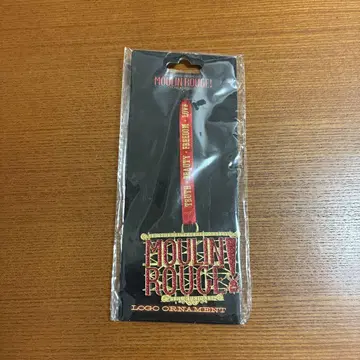 MOULIN ROUGE!
TRUTH · BEAUTY · FREEDOM · LOVE
MOULIN
ROUGE!
LOGO ORNAMENT